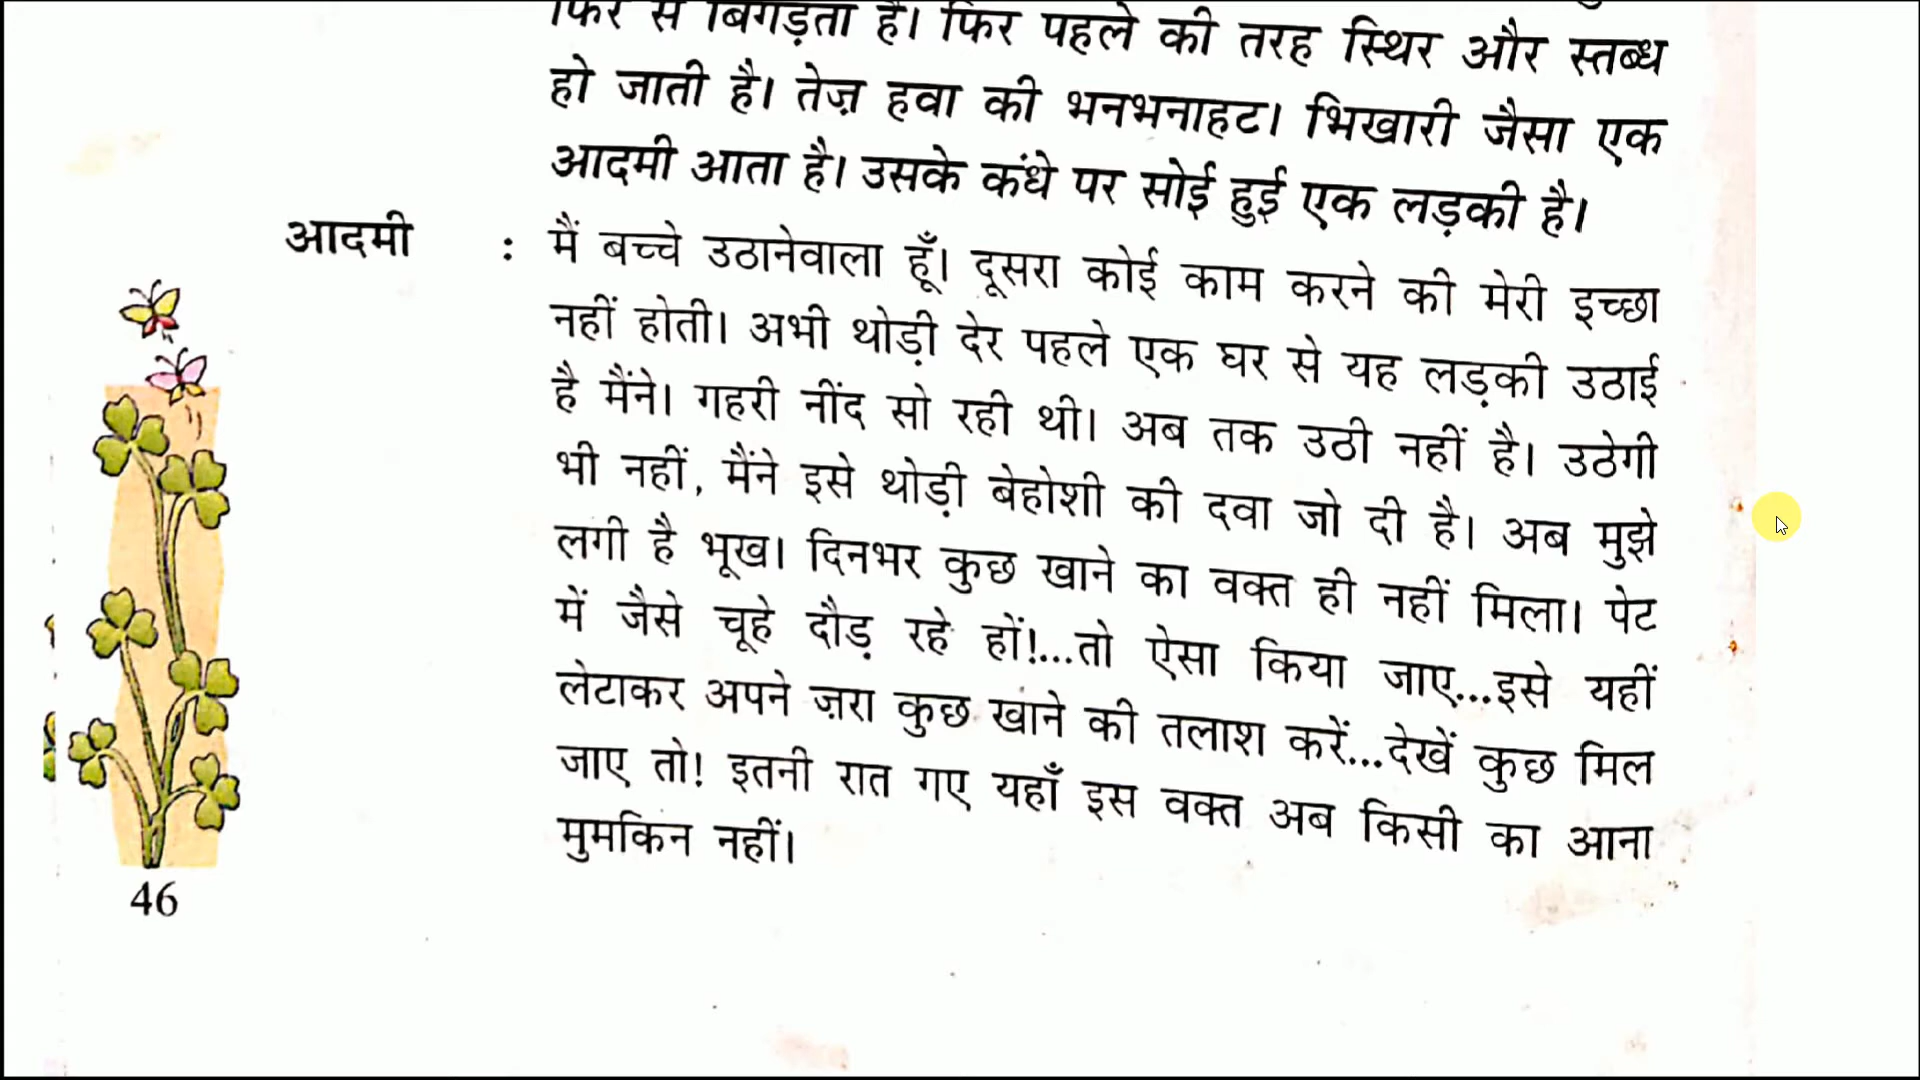 फिर से बिगड़ता है। फिर पहले की तरह स्थिर और स्तब्ध
हो जाती है। तेज़ हवा की भनभनाहट। भिखारी जैसा एक
आदमी आता है। उसके कंधे पर सोई हुई एक लड़की है।
आदमी : मैं बच्चे उठानेवाला हूँ। दूसरा कोई काम करने की मेरी इच्छा
नहीं होती। अभी थोड़ी देर पहले एक घर से यह लड़की उठाई
है मैंने। गहरी नींद सो रही थी। अब तक उठी नहीं है। उठेगी
भी नहीं, मैंने इसे थोड़ी बेहोशी की दवा जो दी है। अब मुझे
लगी है भूख। दिनभर कुछ खाने का वक्त ही नहीं मिला। पेट
में जैसे चूहे दौड़ रहे हों!...तो ऐसा किया जाए...इसे यहीं
लेटाकर अपने ज़रा कुछ खाने की तलाश करें...देखें कुछ मिल
जाए तो! इतनी रात गए यहाँ इस वक्त अब किसी का आना
मुमकिन नहीं।
46